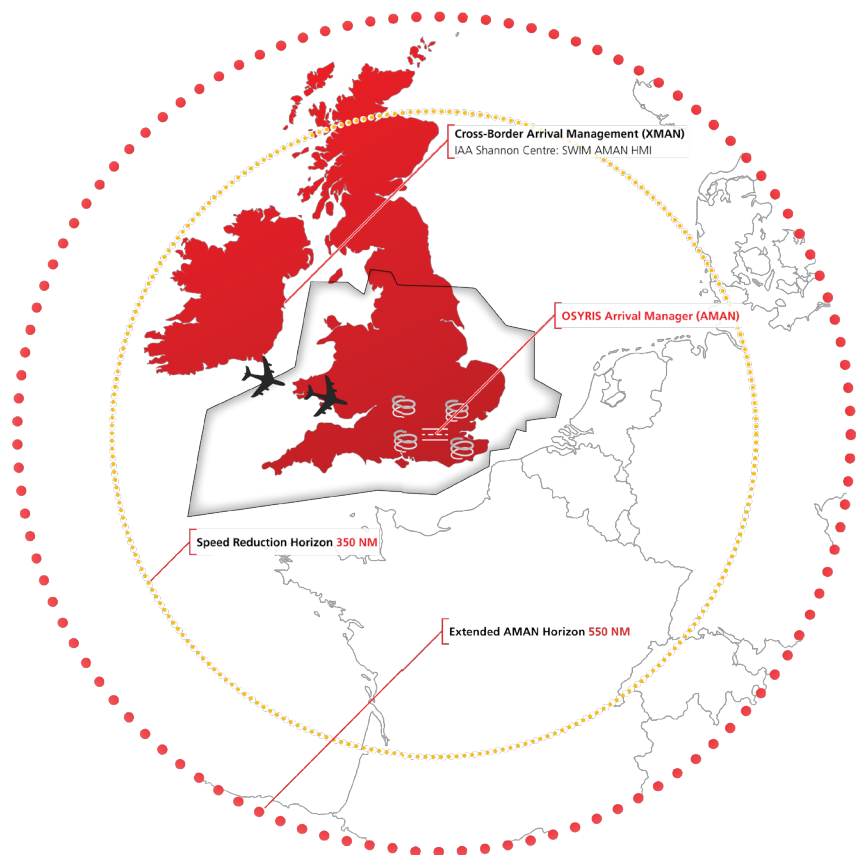 Cross-Border Arrival Management (XMAN)
IAA Shannon Centre: SWIM AMAN HMI
OSYRIS Arrival Manager (AMAN)
Speed Reduction Horizon 350 NM
Extended AMAN Horizon 550 NM